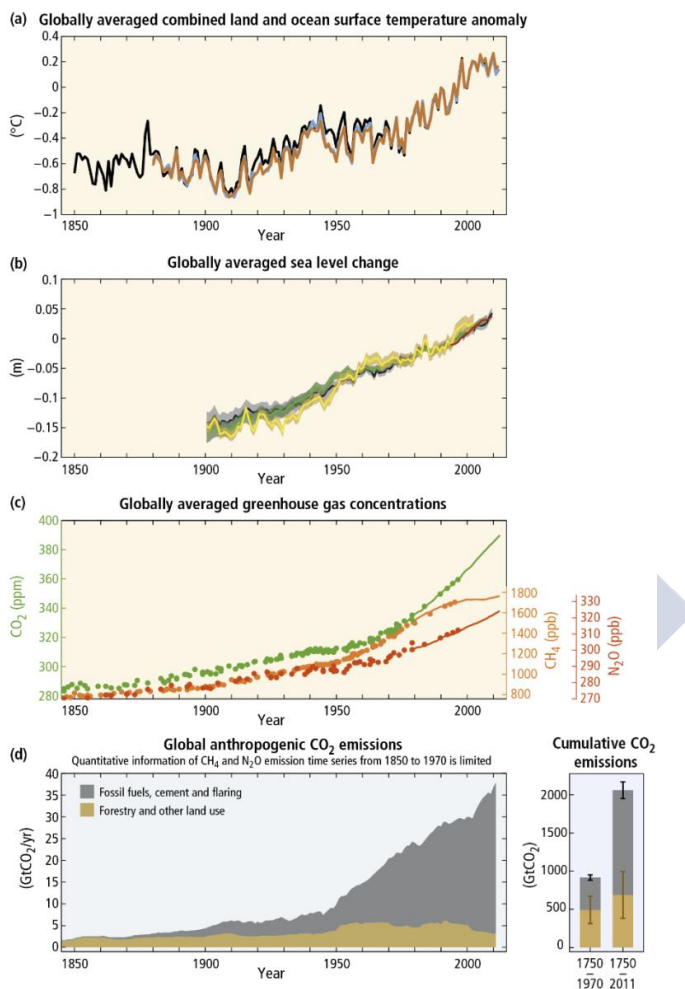 (a) Globally averaged combined land and ocean surface temperature anomaly
0.4
0.2
0
−0.2
−0.4
−0.6
−0.8
−1
(°C)
1850 1900 1950 2000
Year
(b) Globally averaged sea level change
0.1
0.05
0
−0.05
−0.1
−0.15
−0.2
(m)
1850 1900 1950 2000
Year
(c) Globally averaged greenhouse gas concentrations
400
380
360
340
320
300
280
CO2 (ppm)
1800
1600
1400
1200
1000
800
CH4 (ppb)
330
320
310
300
290
280
270
N2O (ppb)
1850 1900 1950 2000
Year
(d) Global anthropogenic CO2 emissions
Quantitative information of CH4 and N2O emission time series from 1850 to 1970 is limited
40
35
30
25
20
15
10
5
0
(GtCO2/yr)
Fossil fuels, cement and flaring
Forestry and other land use
1850 1900 1950 2000
Year
Cumulative CO2
emissions
2000
1500
1000
500
0
(GtCO2)
1750 1750
– –
1970 2011